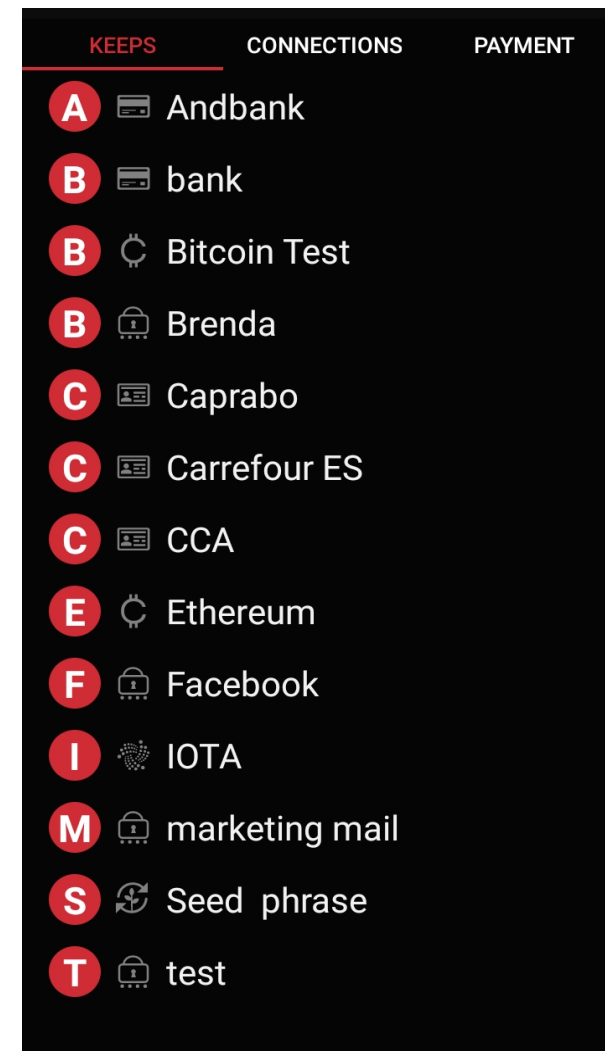 KEEPS CONNECTIONS PAYMENT
A Andbank
B bank
B Bitcoin Test
B Brenda
C Caprabo
C Carrefour ES
C CCA
E Ethereum
F Facebook
I IOTA
M marketing mail
S Seed phrase
T test